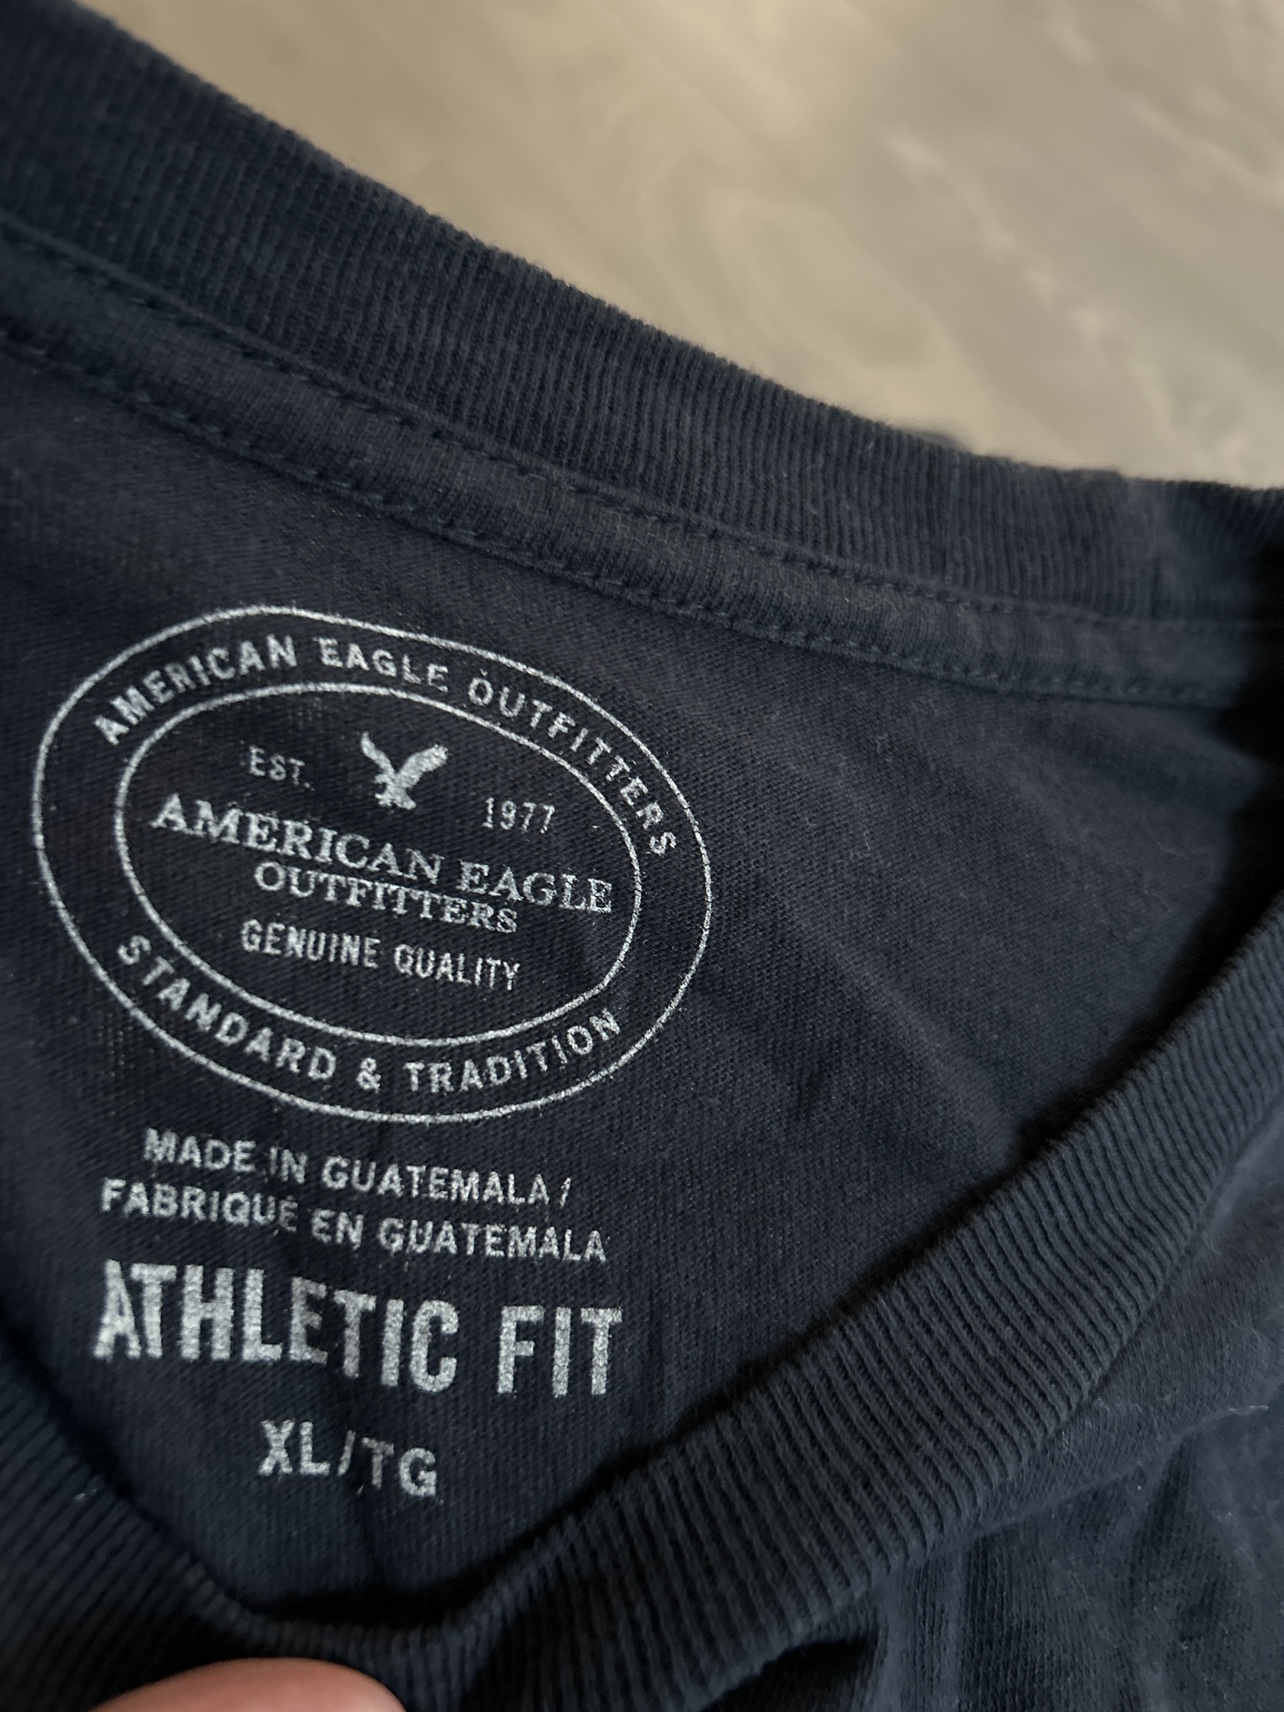 AMERICAN EAGLE OUTFITTERS
EST. 1977
AMERICAN EAGLE
OUTFITTERS
GENUINE QUALITY
STANDARD & TRADITION
MADE IN GUATEMALA /
FABRIQUE EN GUATEMALA
ATHLETIC FIT
XL/TG